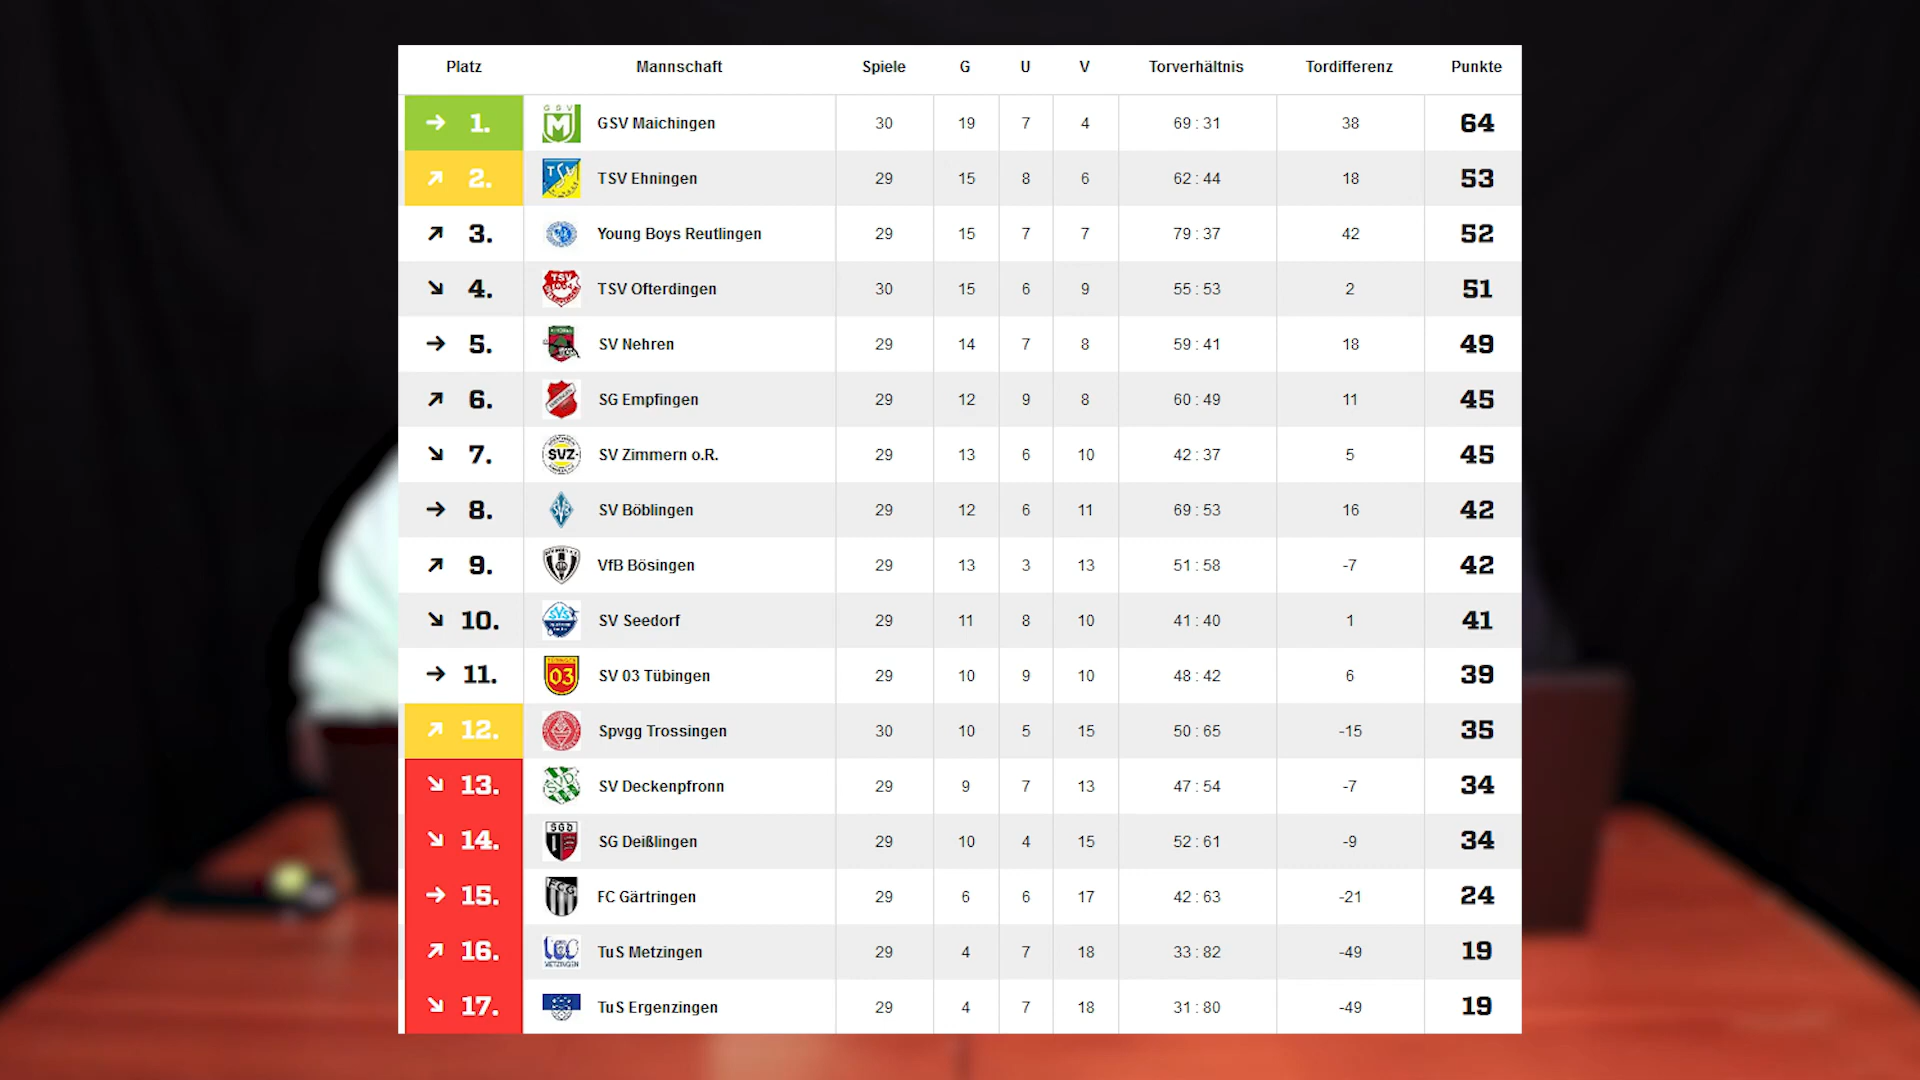 Platz Mannschaft Spiele G U V Torverhältnis Tordifferenz Punkte
1. GSV Maichingen 30 19 7 4 69 : 31 38 64
2. TSV Ehningen 29 15 8 6 62 : 44 18 53
3. Young Boys Reutlingen 29 15 7 7 79 : 37 42 52
4. TSV Ofterdingen 30 15 6 9 55 : 53 2 51
5. SV Nehren 29 14 7 8 59 : 41 18 49
6. SG Empfingen 29 12 9 8 60 : 49 11 45
7. SVZ SV Zimmern o.R. 29 13 6 10 42 : 37 5 45
8. SV Böblingen 29 12 6 11 69 : 53 16 42
9. VfB Bösingen 29 13 3 13 51 : 58 -7 42
10. SV Seedorf 29 11 8 10 41 : 40 1 41
11. 03 SV 03 Tübingen 29 10 9 10 48 : 42 6 39
12. Spvgg Trossingen 30 10 5 15 50 : 65 -15 35
13. SV Deckenpfronn 29 9 7 13 47 : 54 -7 34
14. SGD SG Deißlingen 29 10 4 15 52 : 61 -9 34
15. FCG FC Gärtringen 29 6 6 17 42 : 63 -21 24
16. TuS Metzingen 29 4 7 18 33 : 82 -49 19
17. TuS Ergenzingen 29 4 7 18 31 : 80 -49 19